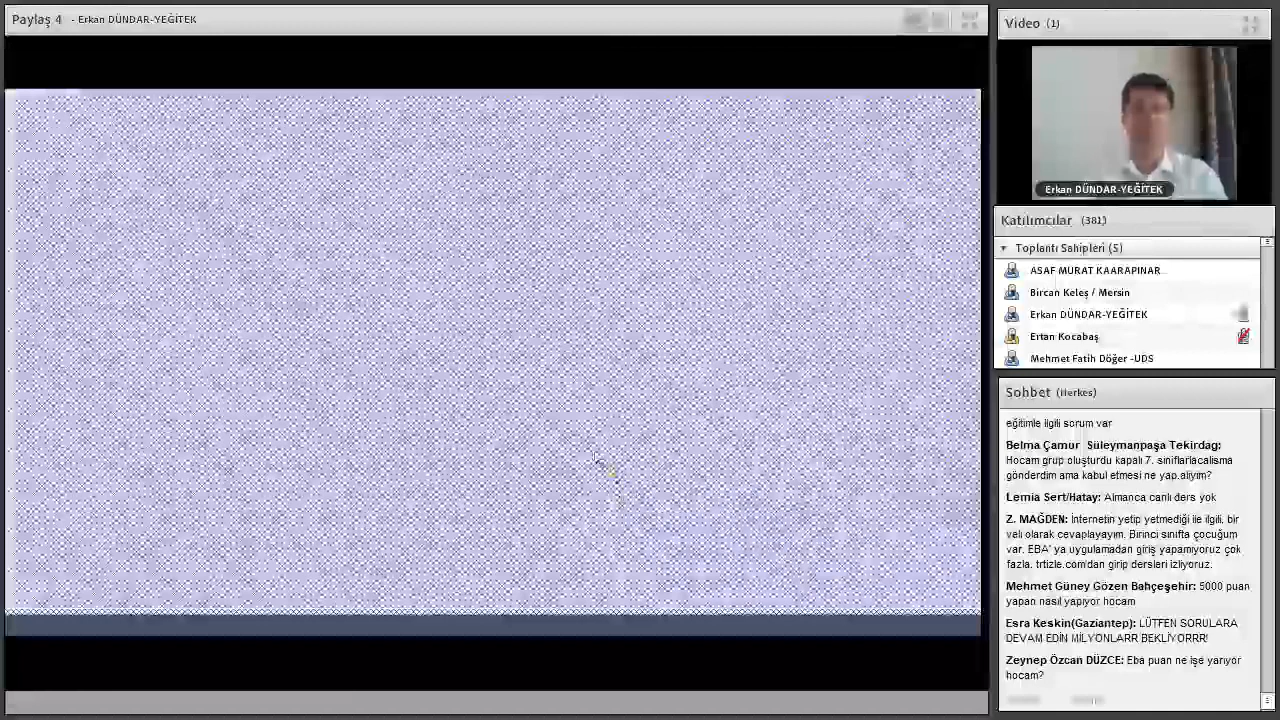 Paylaş 4 - Erkan DÜNDAR-YEĞİTEK
Video (1)
Erkan DÜNDAR-YEĞİTEK
Katılımcılar (381)
Toplantı Sahipleri (5)
ASAF MURAT KAARAPINAR
Bircan Keleş / Mersin
Erkan DÜNDAR-YEĞİTEK
Ertan Kocabaş
Mehmet Fatih Döğer -UDS
Sohbet (Herkes)
eğitimle ilgili sorum var
Belma Çamur Süleymanpaşa Tekirdag:
Hocam grup oluşturdu kapalı 7. sınıflarlacalisma
gönderdim ama kabul etmesi ne yap.aliyim?
Lemia Sert/Hatay: Almanca canlı ders yok
Z. MAĞDEN: İnternetin yetip yetmediği ile ilgili, bir
veli olarak cevaplayayım. Birinci sınıfta çocuğum
var. EBA' ya uygulamadan giriş yapamıyoruz çok
fazla. trtizle.com'dan girip dersleri izliyoruz.
Mehmet Güney Gözen Bahçeşehir: 5000 puan
yapan nasıl yapıyor hocam
Esra Keskin(Gaziantep): LÜTFEN SORULARA
DEVAM EDİN MİLYONLARR BEKLİYORRR!
Zeynep Özcan DÜZCE: Eba puan ne işe yarıyor
hocam?